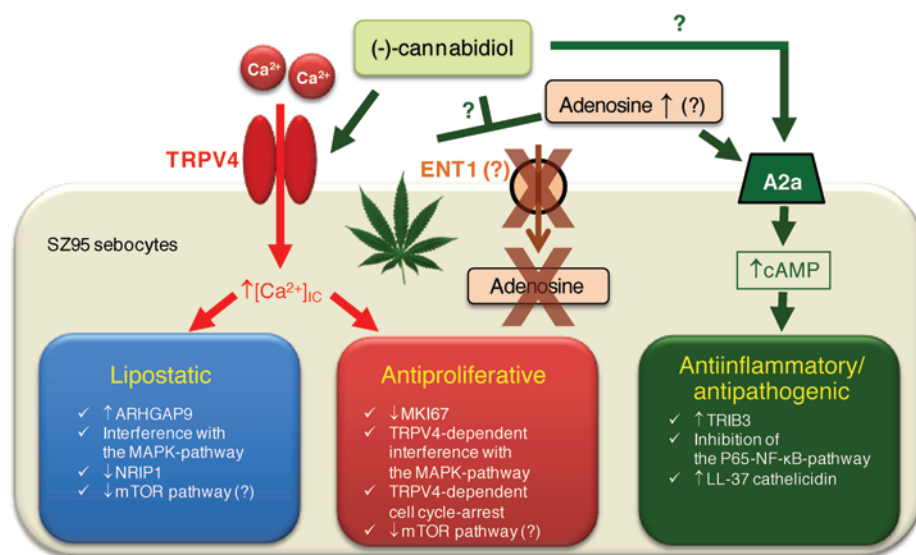 (-)-cannabidiol
?
Ca²⁺
Ca²⁺
?
Adenosine ↑ (?)
TRPV4
ENT1 (?)
A2a
SZ95 sebocytes
↑[Ca²⁺]IC
Adenosine
↑cAMP
Lipostatic
✓ ↑ARHGAP9
✓ Interference with
the MAPK-pathway
✓ ↓NRIP1
✓ ↓mTOR pathway (?)
Antiproliferative
✓ ↓MKI67
✓ TRPV4-dependent
interference with
the MAPK-pathway
✓ TRPV4-dependent
cell cycle-arrest
✓ ↓mTOR pathway (?)
Antiinflammatory/
antipathogenic
✓ ↑TRIB3
✓ Inhibition of
the P65-NF-κB-pathway
✓ ↑LL-37 cathelicidin